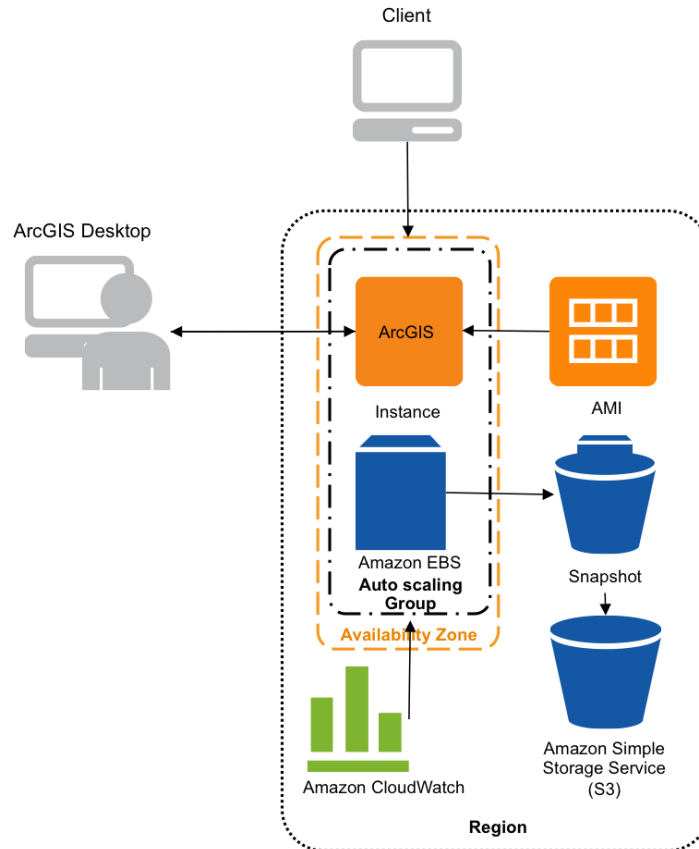 Client
ArcGIS Desktop
ArcGIS
Instance
AMI
Amazon EBS
Auto scaling
Group
Availability Zone
Snapshot
Amazon CloudWatch
Amazon Simple
Storage Service
(S3)
Region